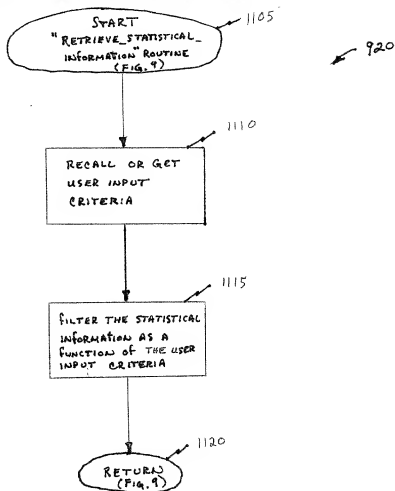 START
"RETRIEVE_STATISTICAL_
INFORMATION" ROUTINE
(FIG. 9)
1105
920
1110
RECALL OR GET
USER INPUT
CRITERIA
1115
FILTER THE STATISTICAL
INFORMATION AS A
FUNCTION OF THE USER
INPUT CRITERIA
1120
RETURN
(FIG. 9)